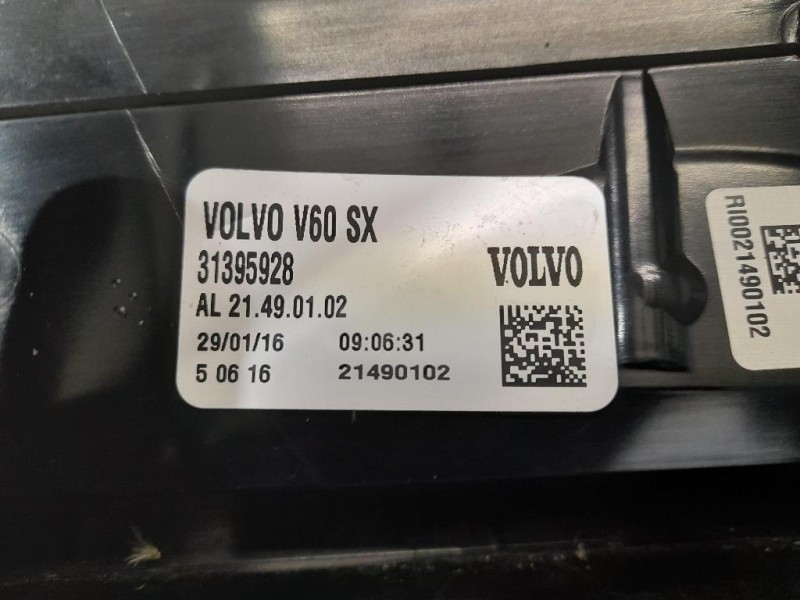 VOLVO V60 SX
31395928
VOLVO
AL 21.49.01.02
29/01/16 09:06:31
5 06 16 21490102
RI0021490102